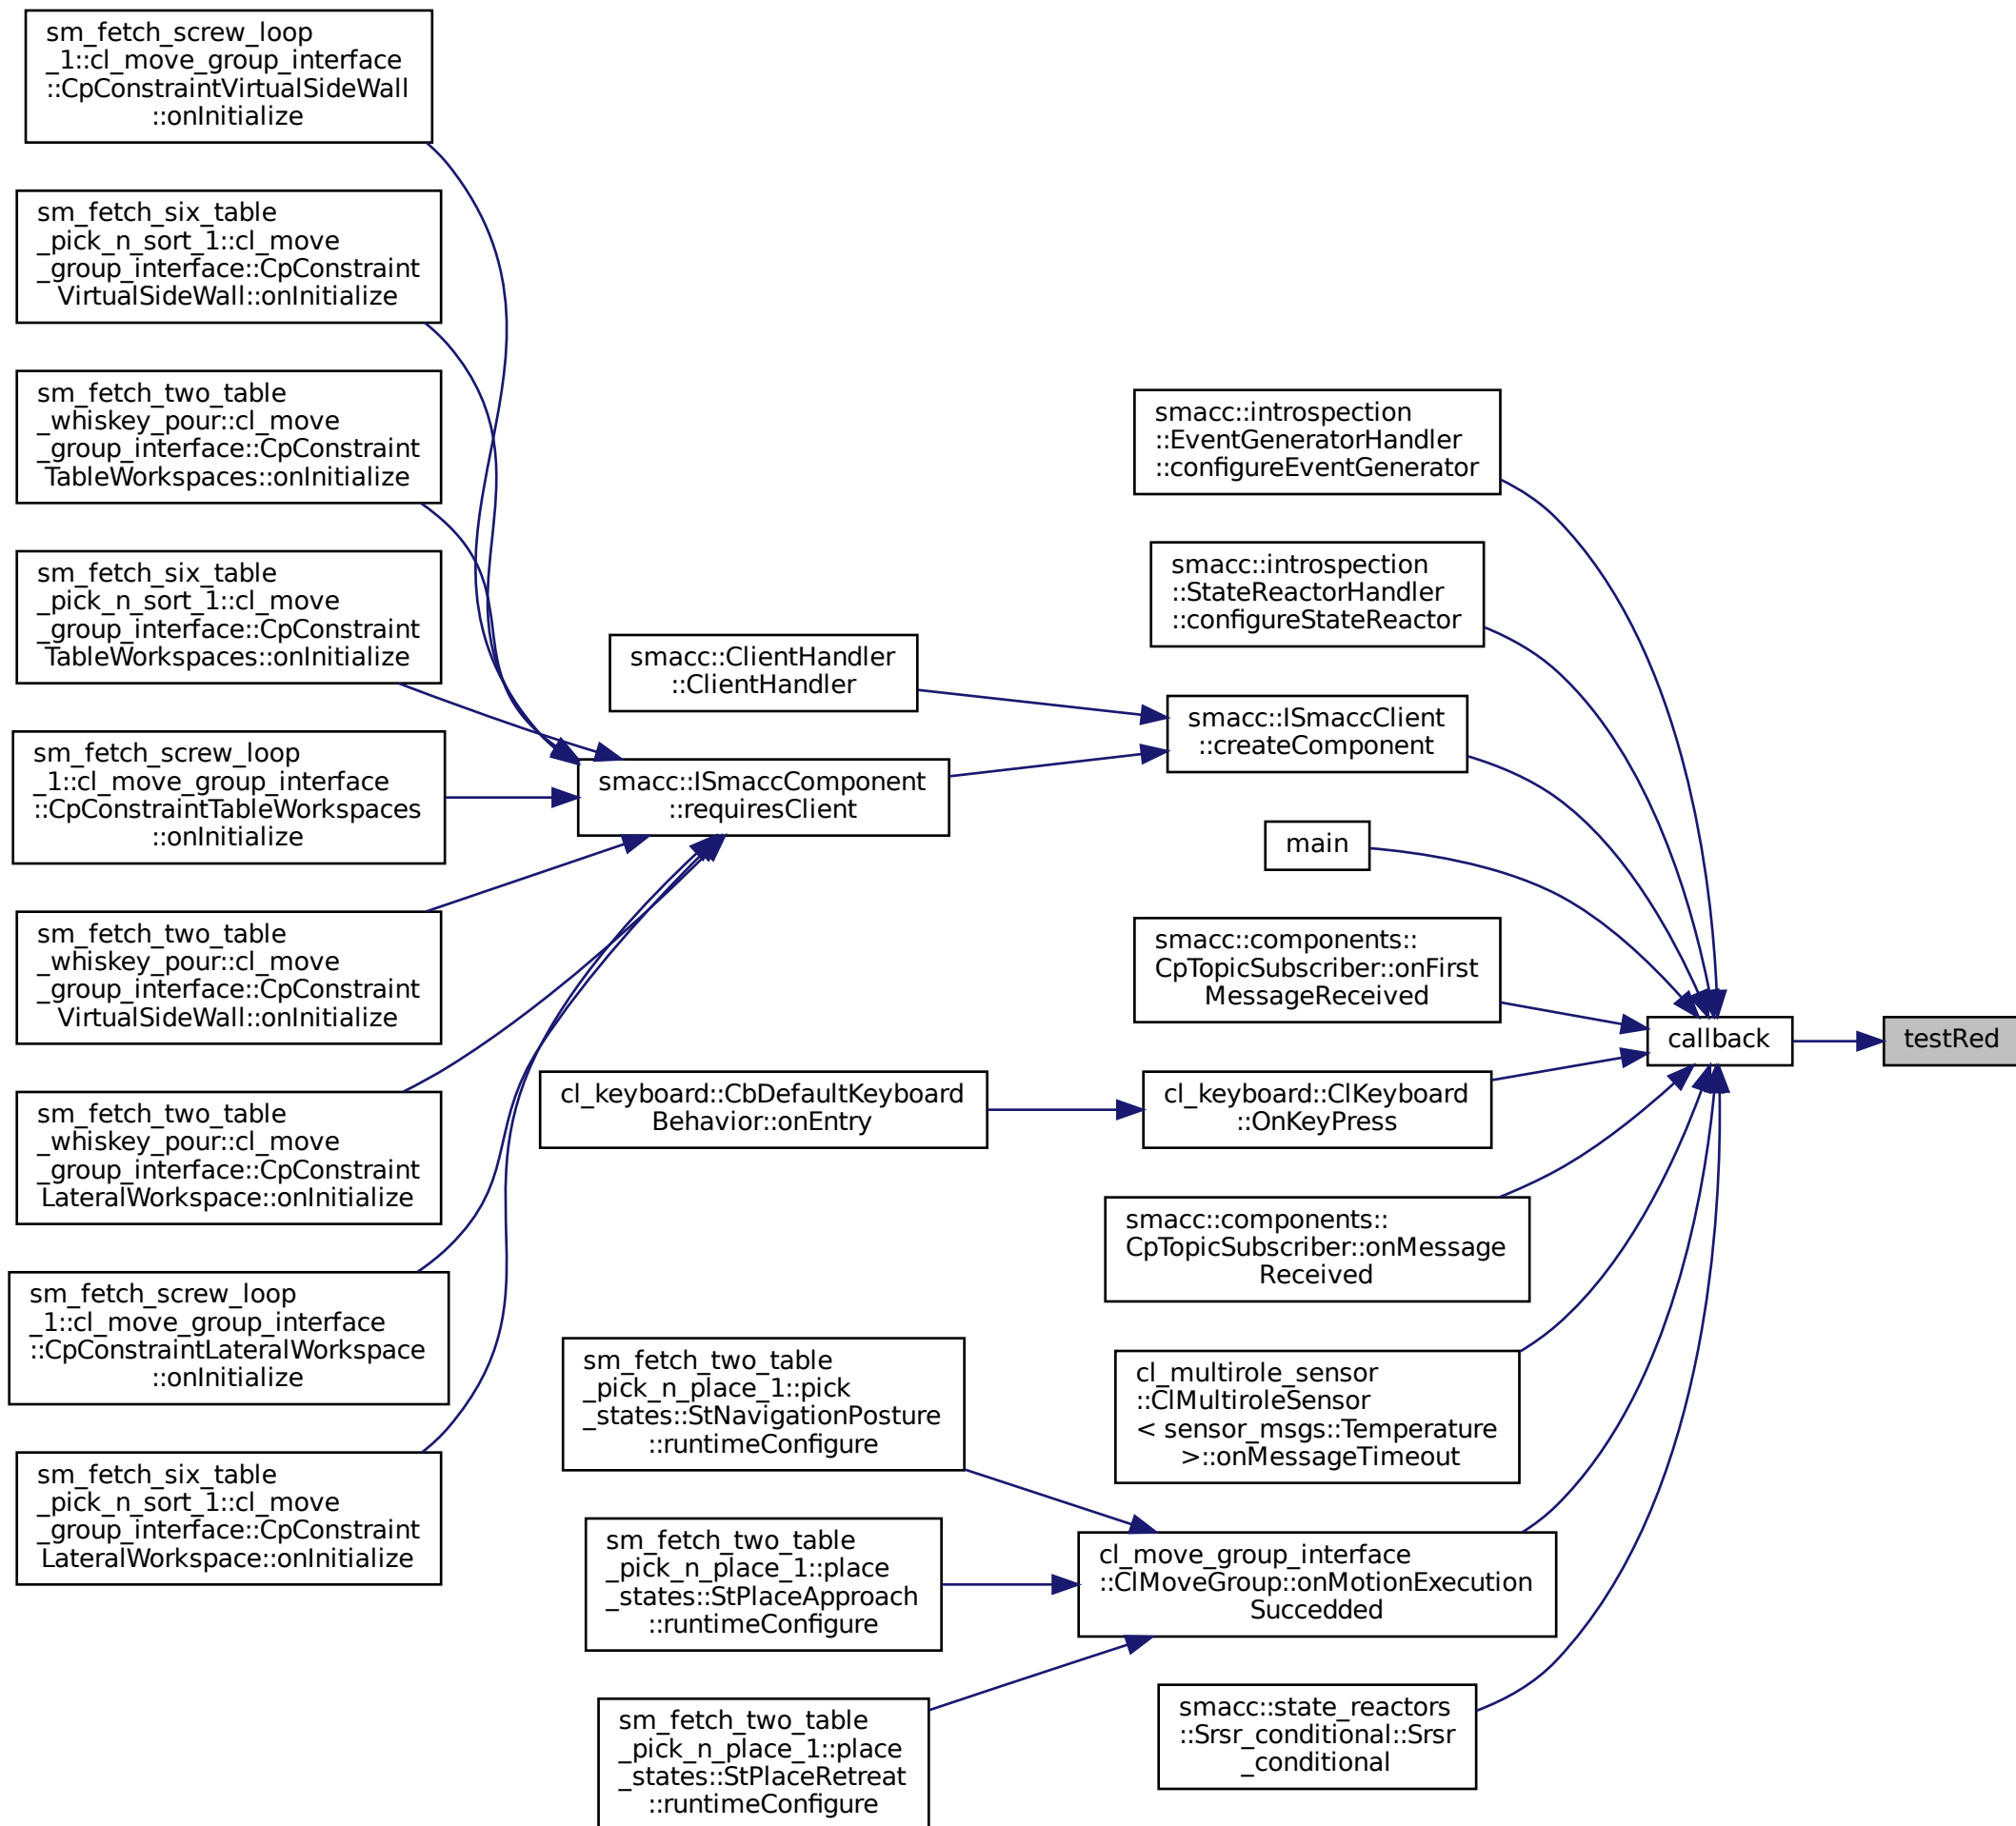 sm_fetch_screw_loop
_1::cl_move_group_interface
::CpConstraintVirtualSideWall
::onInitialize
sm_fetch_six_table
_pick_n_sort_1::cl_move
_group_interface::CpConstraint
VirtualSideWall::onInitialize
sm_fetch_two_table
_whiskey_pour::cl_move
_group_interface::CpConstraint
TableWorkspaces::onInitialize
sm_fetch_six_table
_pick_n_sort_1::cl_move
_group_interface::CpConstraint
TableWorkspaces::onInitialize
sm_fetch_screw_loop
_1::cl_move_group_interface
::CpConstraintTableWorkspaces
::onInitialize
sm_fetch_two_table
_whiskey_pour::cl_move
_group_interface::CpConstraint
VirtualSideWall::onInitialize
sm_fetch_two_table
_whiskey_pour::cl_move
_group_interface::CpConstraint
LateralWorkspace::onInitialize
sm_fetch_screw_loop
_1::cl_move_group_interface
::CpConstraintLateralWorkspace
::onInitialize
sm_fetch_six_table
_pick_n_sort_1::cl_move
_group_interface::CpConstraint
LateralWorkspace::onInitialize
smacc::ClientHandler
::ClientHandler
smacc::ISmaccComponent
::requiresClient
cl_keyboard::CbDefaultKeyboard
Behavior::onEntry
sm_fetch_two_table
_pick_n_place_1::pick
_states::StNavigationPosture
::runtimeConfigure
sm_fetch_two_table
_pick_n_place_1::place
_states::StPlaceApproach
::runtimeConfigure
sm_fetch_two_table
_pick_n_place_1::place
_states::StPlaceRetreat
::runtimeConfigure
smacc::introspection
::EventGeneratorHandler
::configureEventGenerator
smacc::introspection
::StateReactorHandler
::configureStateReactor
smacc::ISmaccClient
::createComponent
main
smacc::components::
CpTopicSubscriber::onFirst
MessageReceived
cl_keyboard::ClKeyboard
::OnKeyPress
smacc::components::
CpTopicSubscriber::onMessage
Received
cl_multirole_sensor
::ClMultiroleSensor
< sensor_msgs::Temperature
>::onMessageTimeout
cl_move_group_interface
::ClMoveGroup::onMotionExecution
Succedded
smacc::state_reactors
::Srsr_conditional::Srsr
_conditional
callback
testRed